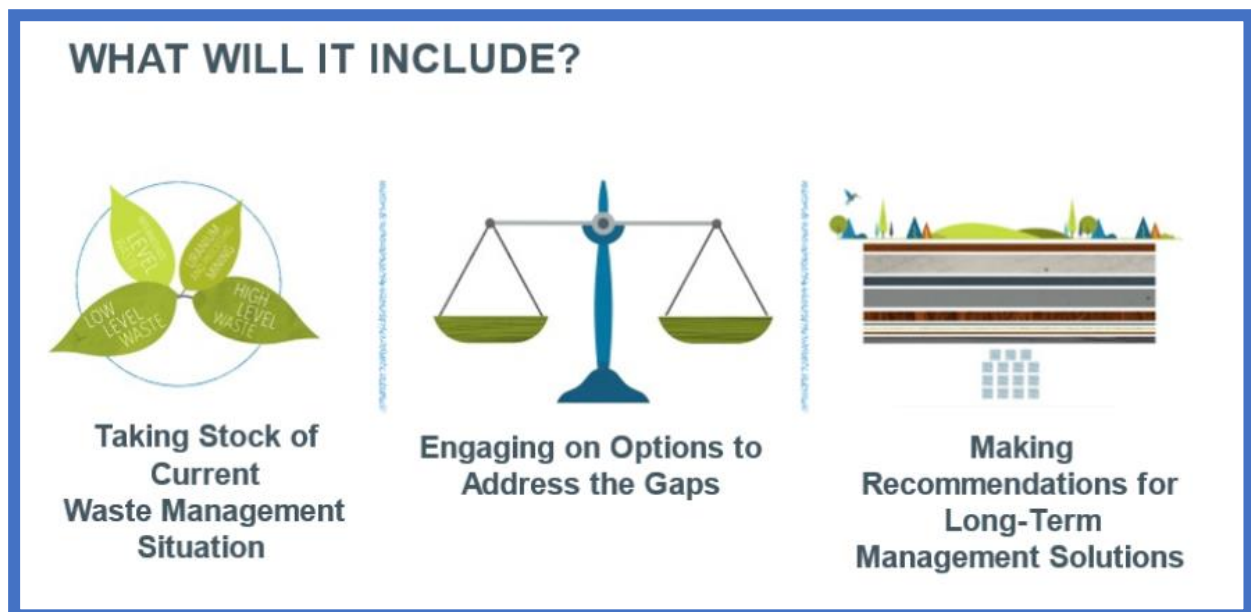 WHAT WILL IT INCLUDE?
LEVEL
URANIUM
MINING
LOW
LEVEL
WASTE
HIGH
LEVEL
WASTE
Taking Stock of
Current
Waste Management
Situation
Engaging on Options to
Address the Gaps
Making
Recommendations for
Long-Term
Management Solutions